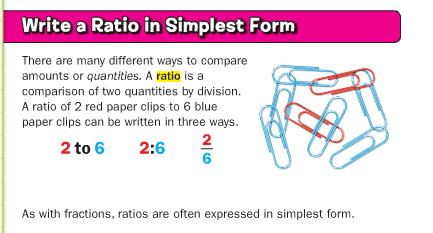 Write a Ratio in Simplest Form
There are many different ways to compare
amounts or quantities. A ratio is a
comparison of two quantities by division.
A ratio of 2 red paper clips to 6 blue
paper clips can be written in three ways.
2 to 6 2:6 2/6
As with fractions, ratios are often expressed in simplest form.